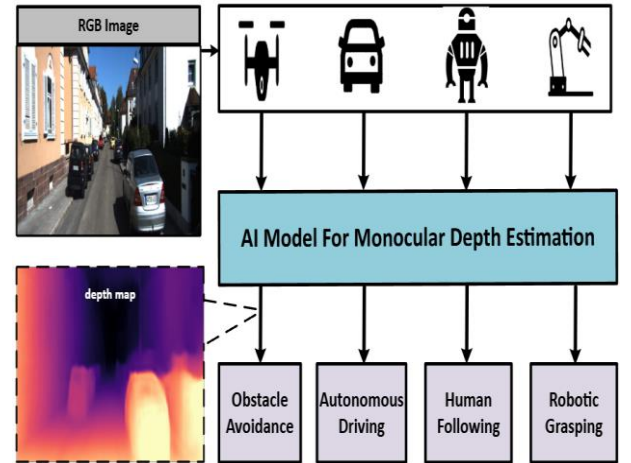 RGB Image
AI Model For Monocular Depth Estimation
depth map
Obstacle
Avoidance
Autonomous
Driving
Human
Following
Robotic
Grasping